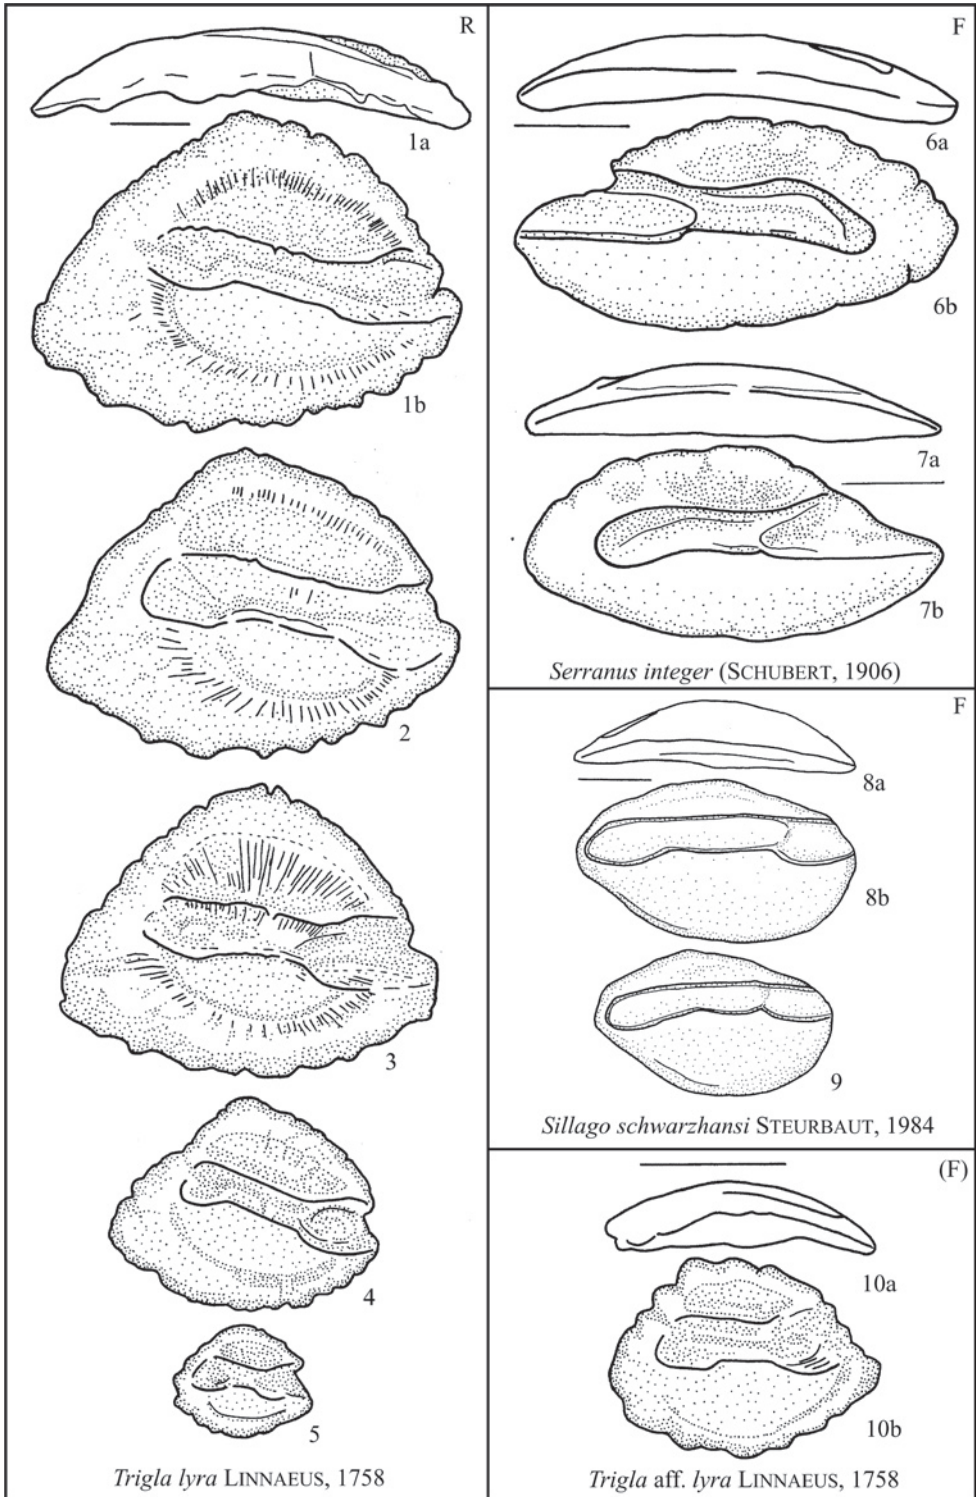 R
1a
1b
2
3
4
5
Trigla lyra LINNAEUS, 1758
F
6a
6b
7a
7b
Serranus integer (SCHUBERT, 1906)
F
8a
8b
9
Sillago schwarzhansi STEURBAUT, 1984
(F)
10a
10b
Trigla aff. lyra LINNAEUS, 1758